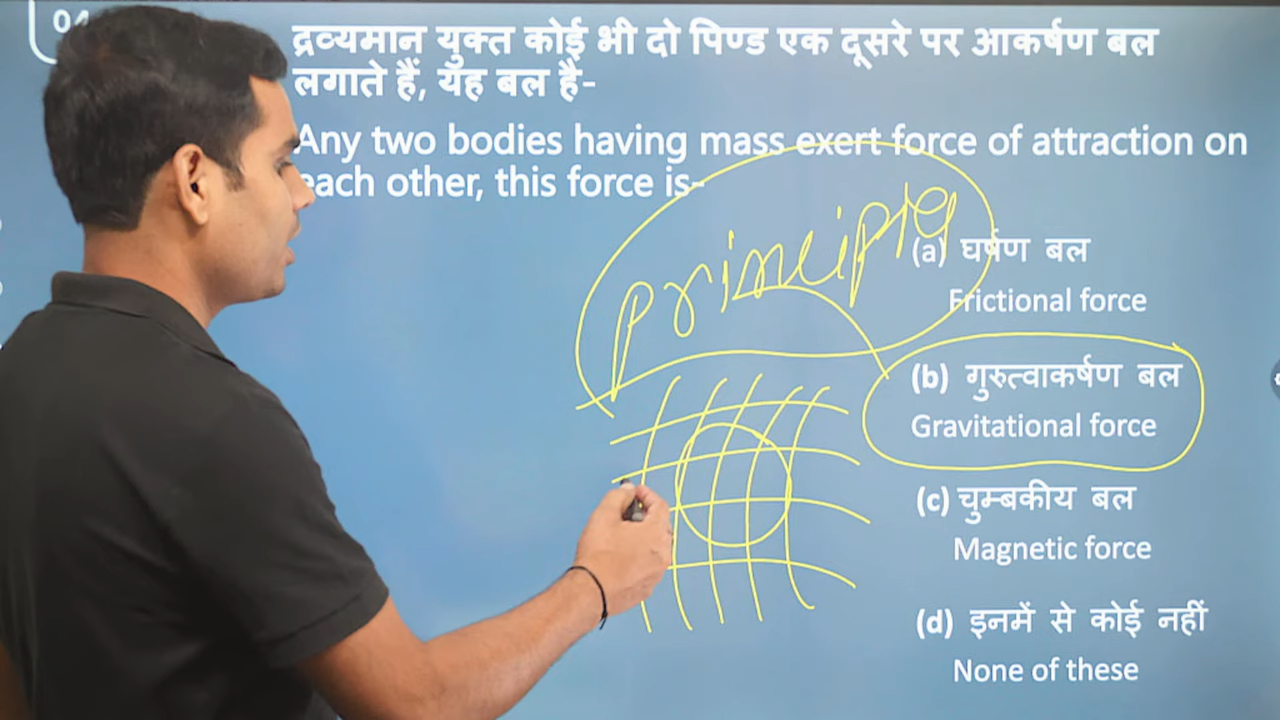 04
द्रव्यमान युक्त कोई भी दो पिण्ड एक दूसरे पर आकर्षण बल
लगाते हैं, यह बल है-
Any two bodies having mass exert force of attraction on
each other, this force is-
principle
(a) घर्षण बल
Frictional force
(b) गुरुत्वाकर्षण बल
Gravitational force
(c) चुम्बकीय बल
Magnetic force
(d) इनमें से कोई नहीं
None of these